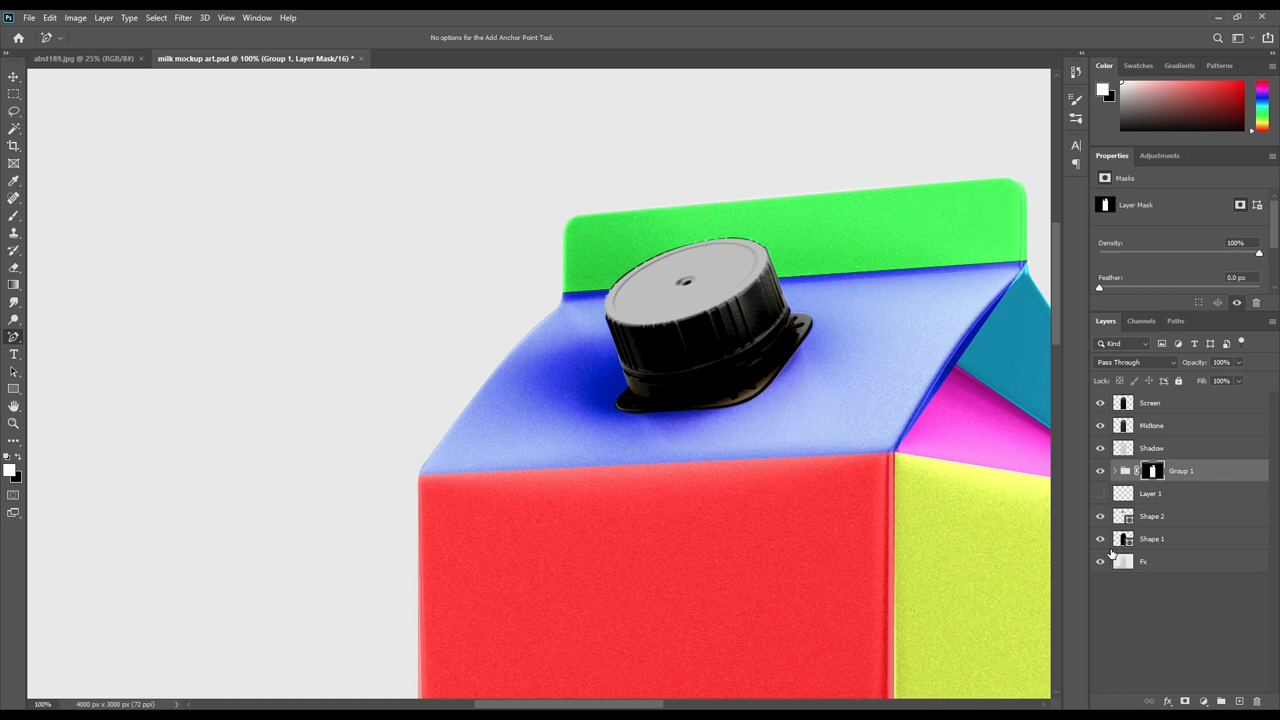 Ps File Edit Image Layer Type Select Filter 3D View Window Help
No options for the Add Anchor Point Tool.
abst189.jpg @ 25% (RGB/8#) × milk mockup art.psd @ 100% (Group 1, Layer Mask/16) * ×
Color Swatches Gradients Patterns
Properties Adjustments
Masks
Layer Mask
Density: 100%
Feather: 0.0 px
Layers Channels Paths
Kind
Pass Through Opacity: 100%
Lock: Fill: 100%
Screen
Midtone
Shadow
Group 1
Layer 1
Shape 2
Shape 1
Fx
100% 4000 px x 3000 px (72 ppi)